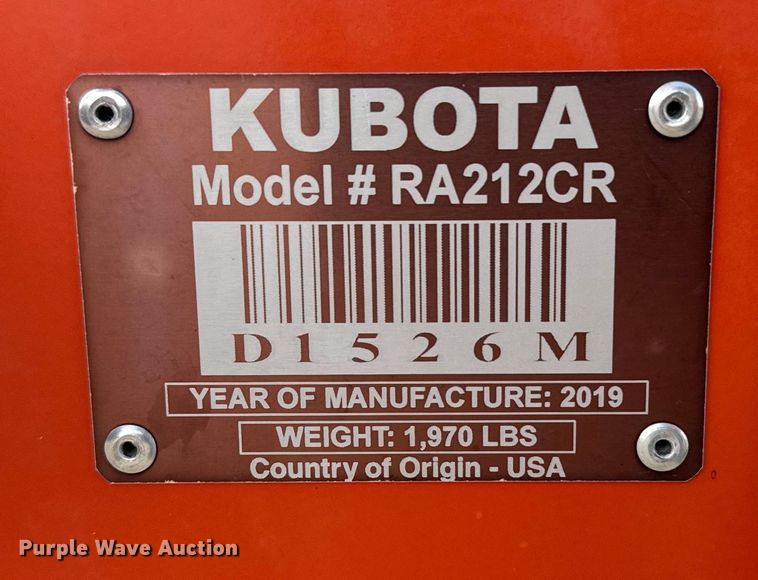 KUBOTA
Model # RA212CR
D1526M
YEAR OF MANUFACTURE: 2019
WEIGHT: 1,970 LBS
Country of Origin - USA
Purple Wave Auction